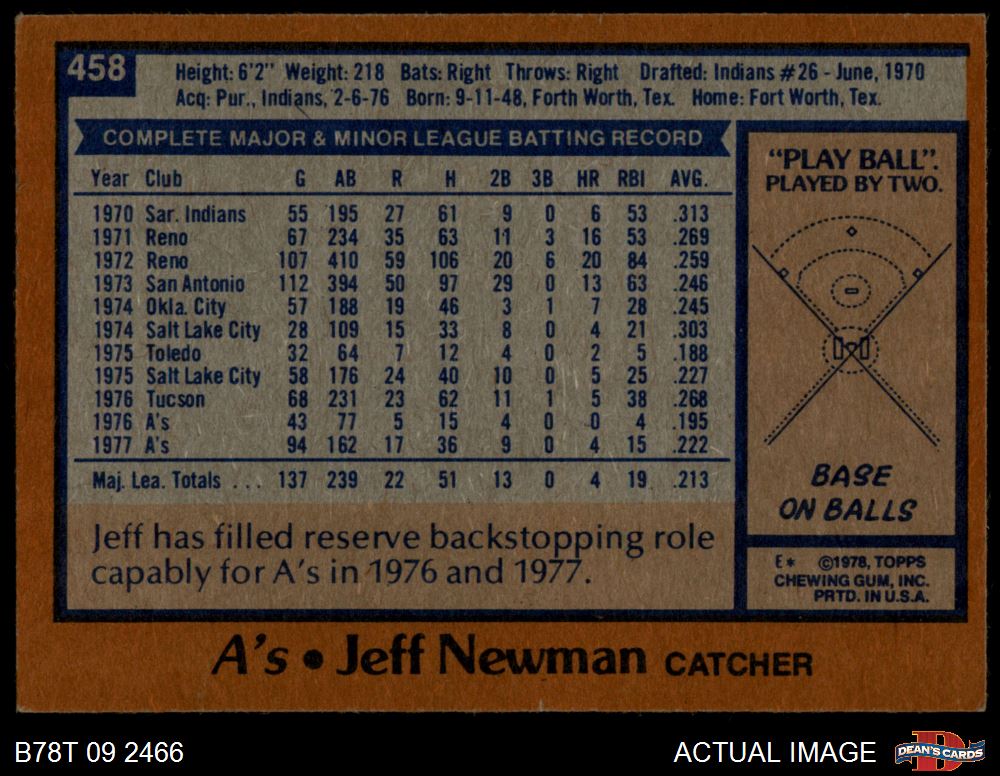 458
Height: 6'2" Weight: 218 Bats: Right Throws: Right Drafted: Indians #26 - June, 1970
Acq: Pur., Indians, 2-6-76 Born: 9-11-48, Forth Worth, Tex. Home: Fort Worth, Tex.
COMPLETE MAJOR & MINOR LEAGUE BATTING RECORD
Year Club G AB R H 2B 3B HR RBI AVG.
1970 Sar. Indians 55 195 27 61 9 0 6 53 .313
1971 Reno 67 234 35 63 11 3 16 53 .269
1972 Reno 107 410 59 106 20 6 20 84 .259
1973 San Antonio 112 394 50 97 29 0 13 63 .246
1974 Okla. City 57 188 19 46 3 1 7 28 .245
1974 Salt Lake City 28 109 15 33 8 0 4 21 .303
1975 Toledo 32 64 7 12 4 0 2 5 .188
1975 Salt Lake City 58 176 24 40 10 0 5 25 .227
1976 Tucson 68 231 23 62 11 1 5 38 .268
1976 A's 43 77 5 15 4 0 0 4 .195
1977 A's 94 162 17 36 9 0 4 15 .222
Maj. Lea. Totals . . . 137 239 22 51 13 0 4 19 .213
Jeff has filled reserve backstopping role
capably for A's in 1976 and 1977.
"PLAY BALL".
PLAYED BY TWO.
BASE
ON BALLS
E* ©1978, TOPPS
CHEWING GUM, INC.
PRTD. IN U.S.A.
A's • Jeff Newman CATCHER
B78T 09 2466
ACTUAL IMAGE
D
DEAN'S CARDS